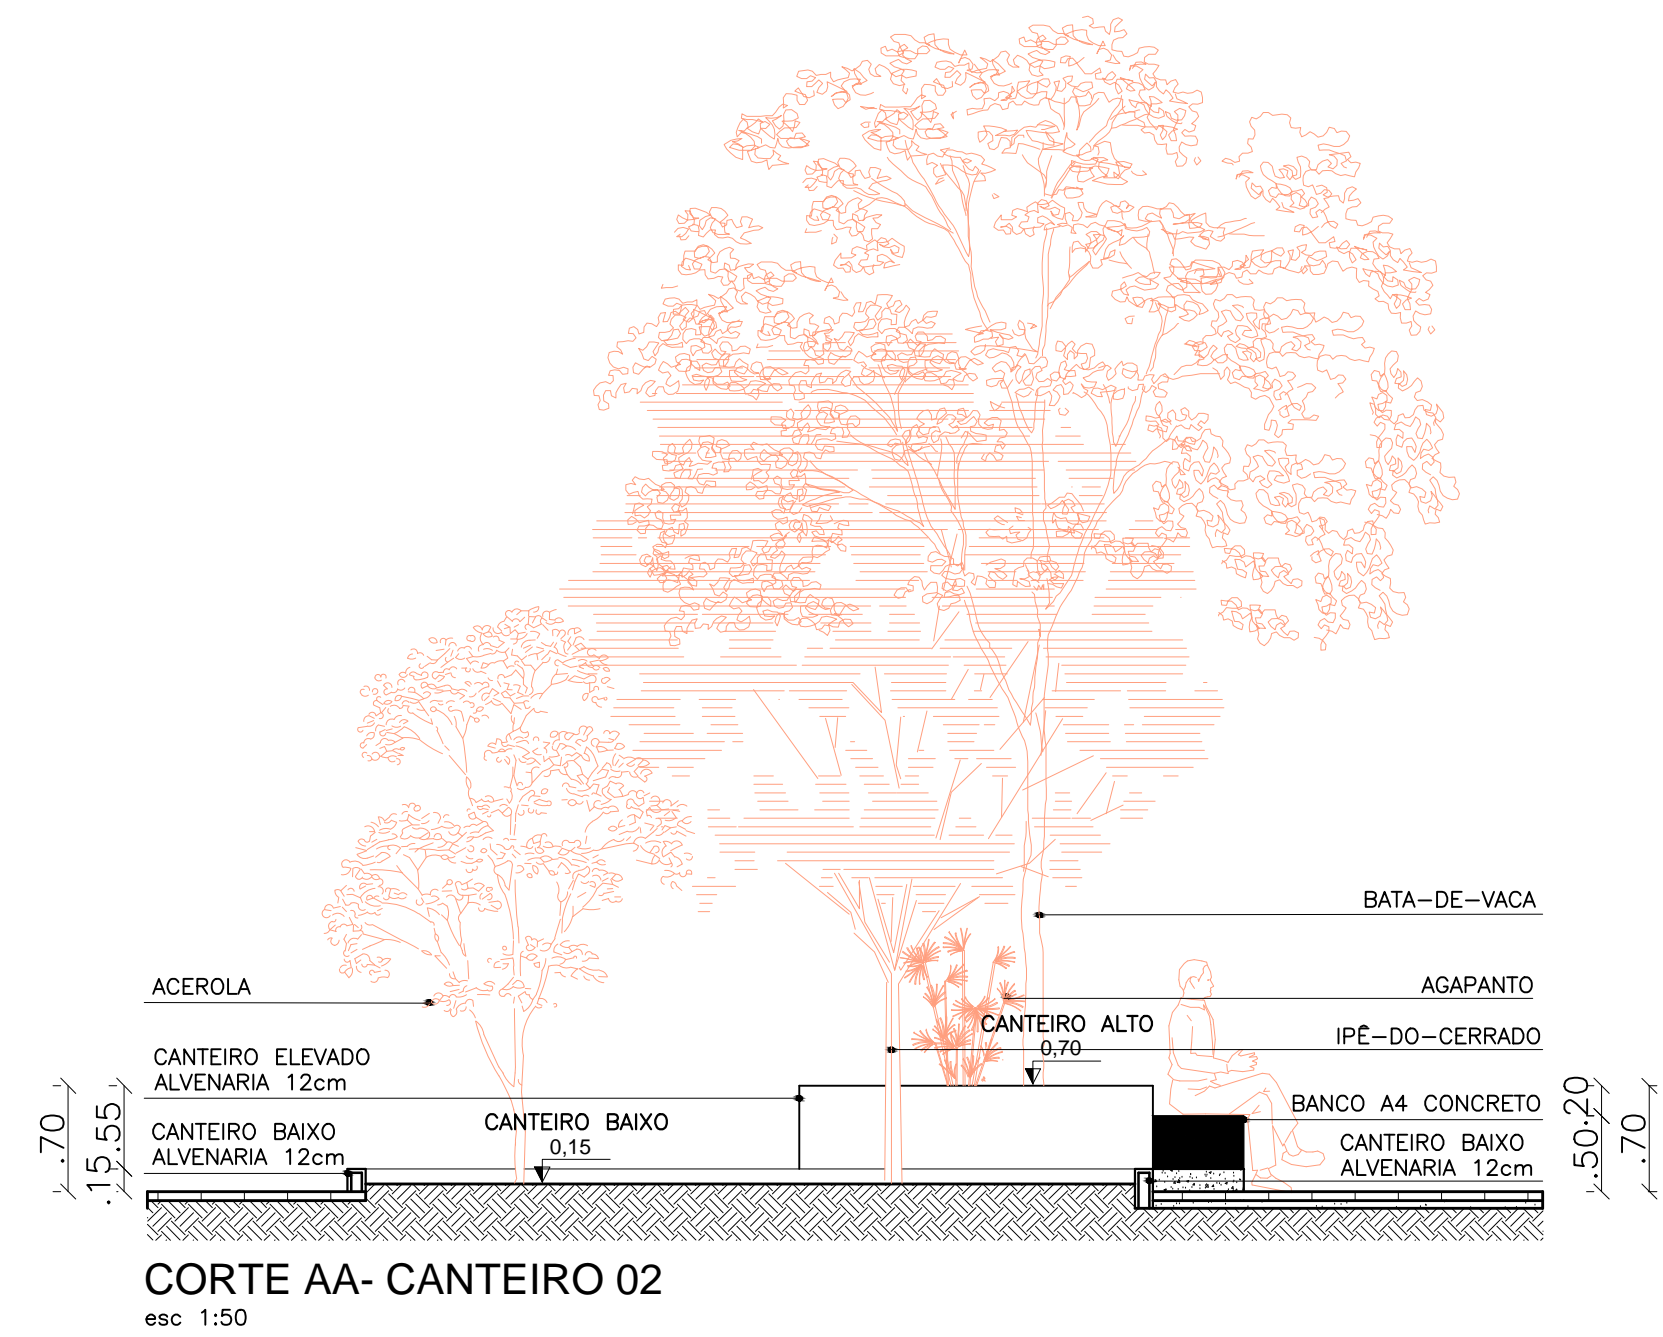 BATA-DE-VACA
ACEROLA
AGAPANTO
CANTEIRO ALTO
0,70
IPÊ-DO-CERRADO
CANTEIRO ELEVADO
ALVENARIA 12cm
BANCO A4 CONCRETO
CANTEIRO BAIXO
0,15
CANTEIRO BAIXO
ALVENARIA 12cm
CANTEIRO BAIXO
ALVENARIA 12cm
.70
.15
.55
.50
.20
.70
CORTE AA- CANTEIRO 02
esc 1:50